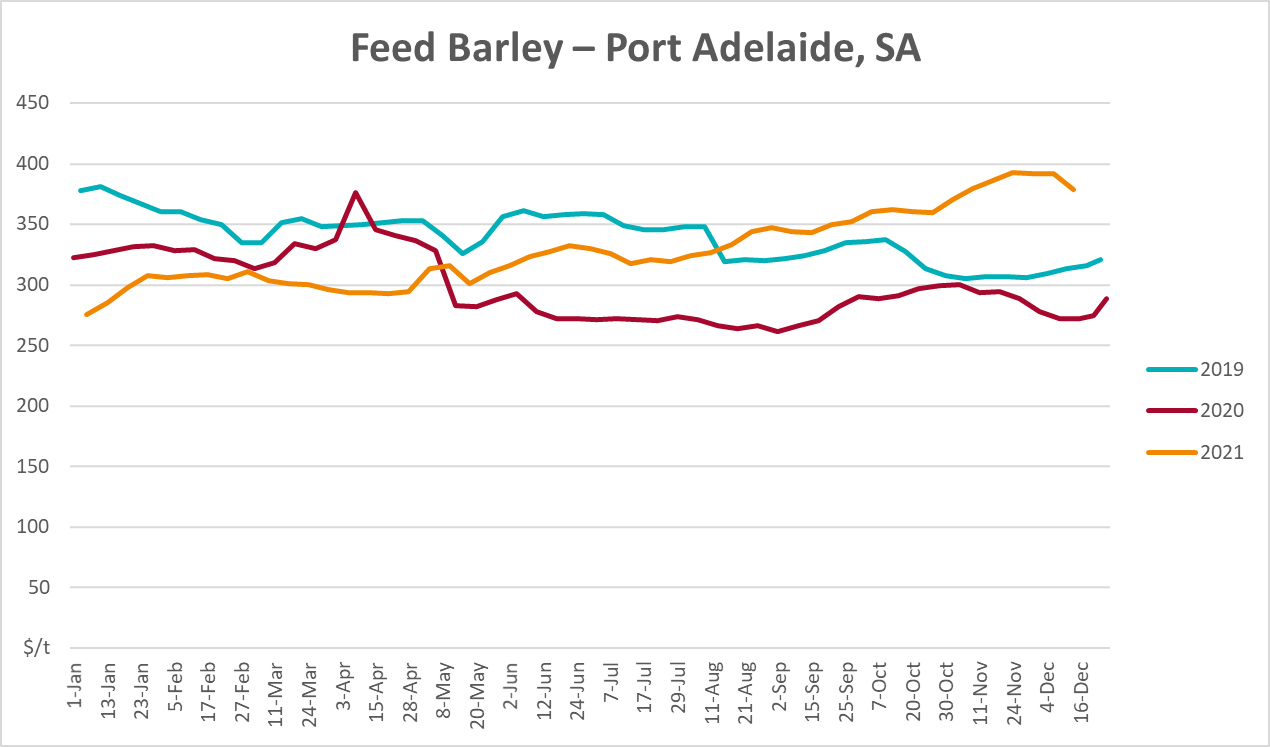 Feed Barley – Port Adelaide, SA
450
400
350
300
250
200
150
100
50
$/t
1-Jan
13-Jan
23-Jan
5-Feb
17-Feb
27-Feb
11-Mar
24-Mar
3-Apr
15-Apr
28-Apr
8-May
20-May
2-Jun
12-Jun
24-Jun
7-Jul
17-Jul
29-Jul
11-Aug
21-Aug
2-Sep
15-Sep
25-Sep
7-Oct
20-Oct
30-Oct
11-Nov
24-Nov
4-Dec
16-Dec
2019
2020
2021